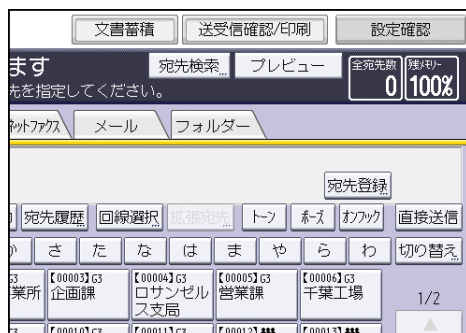 文書蓄積 送受信確認/印刷 設定確認
ます 宛先検索 プレビュー 全宛先数 残メモリー
先を指定してください。 0 100%
ネットファクス メール フォルダー
宛先登録
宛先履歴 回線選択 拡張宛先 トーン ポーズ オンフック 直接送信
か さ た な は ま や ら わ 切り替え
G3 【00003】G3 【00004】G3 【00005】G3 【00006】G3
業所 企画課 ロサンゼル 営業課 千葉工場 1/2
ス支局
【00010】G3 【00011】G3 【00012】 【00013】